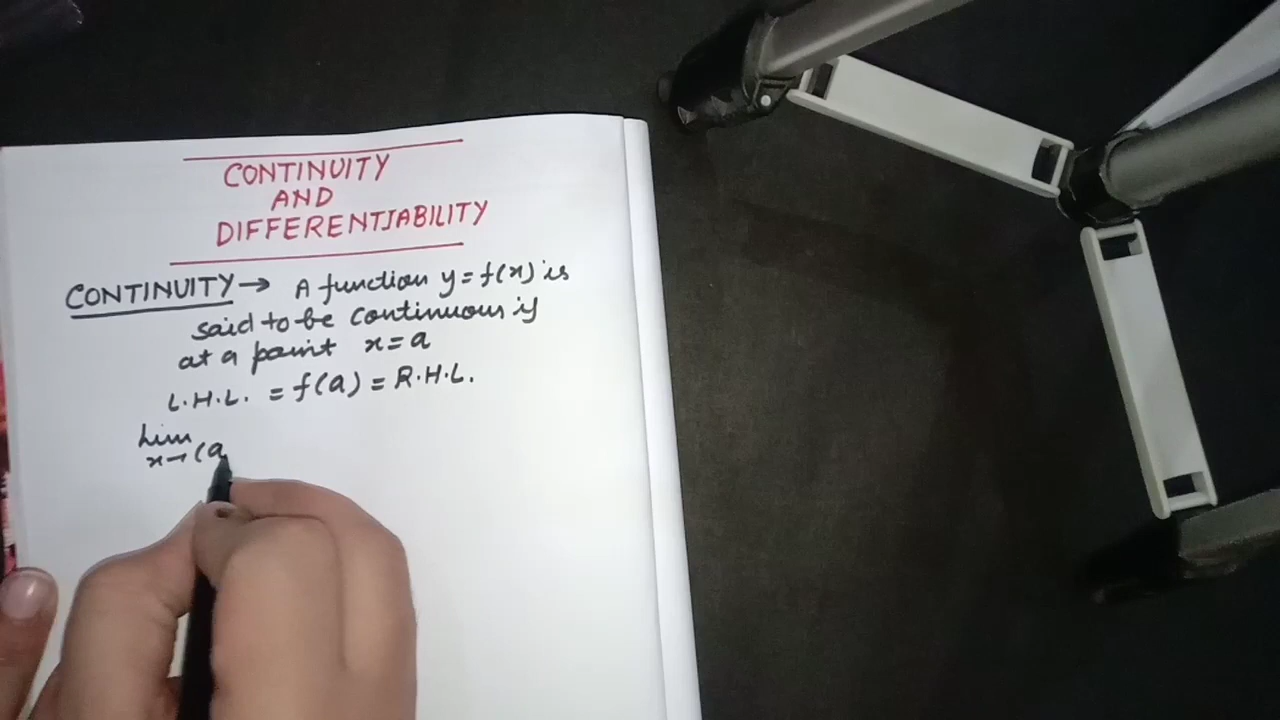 CONTINUITY
AND
DIFFERENTIABILITY
CONTINUITY → A function y = f(x) is
said to be continuous if
at a point x = a
L.H.L. = f(a) = R.H.L.
Lim
x→(a